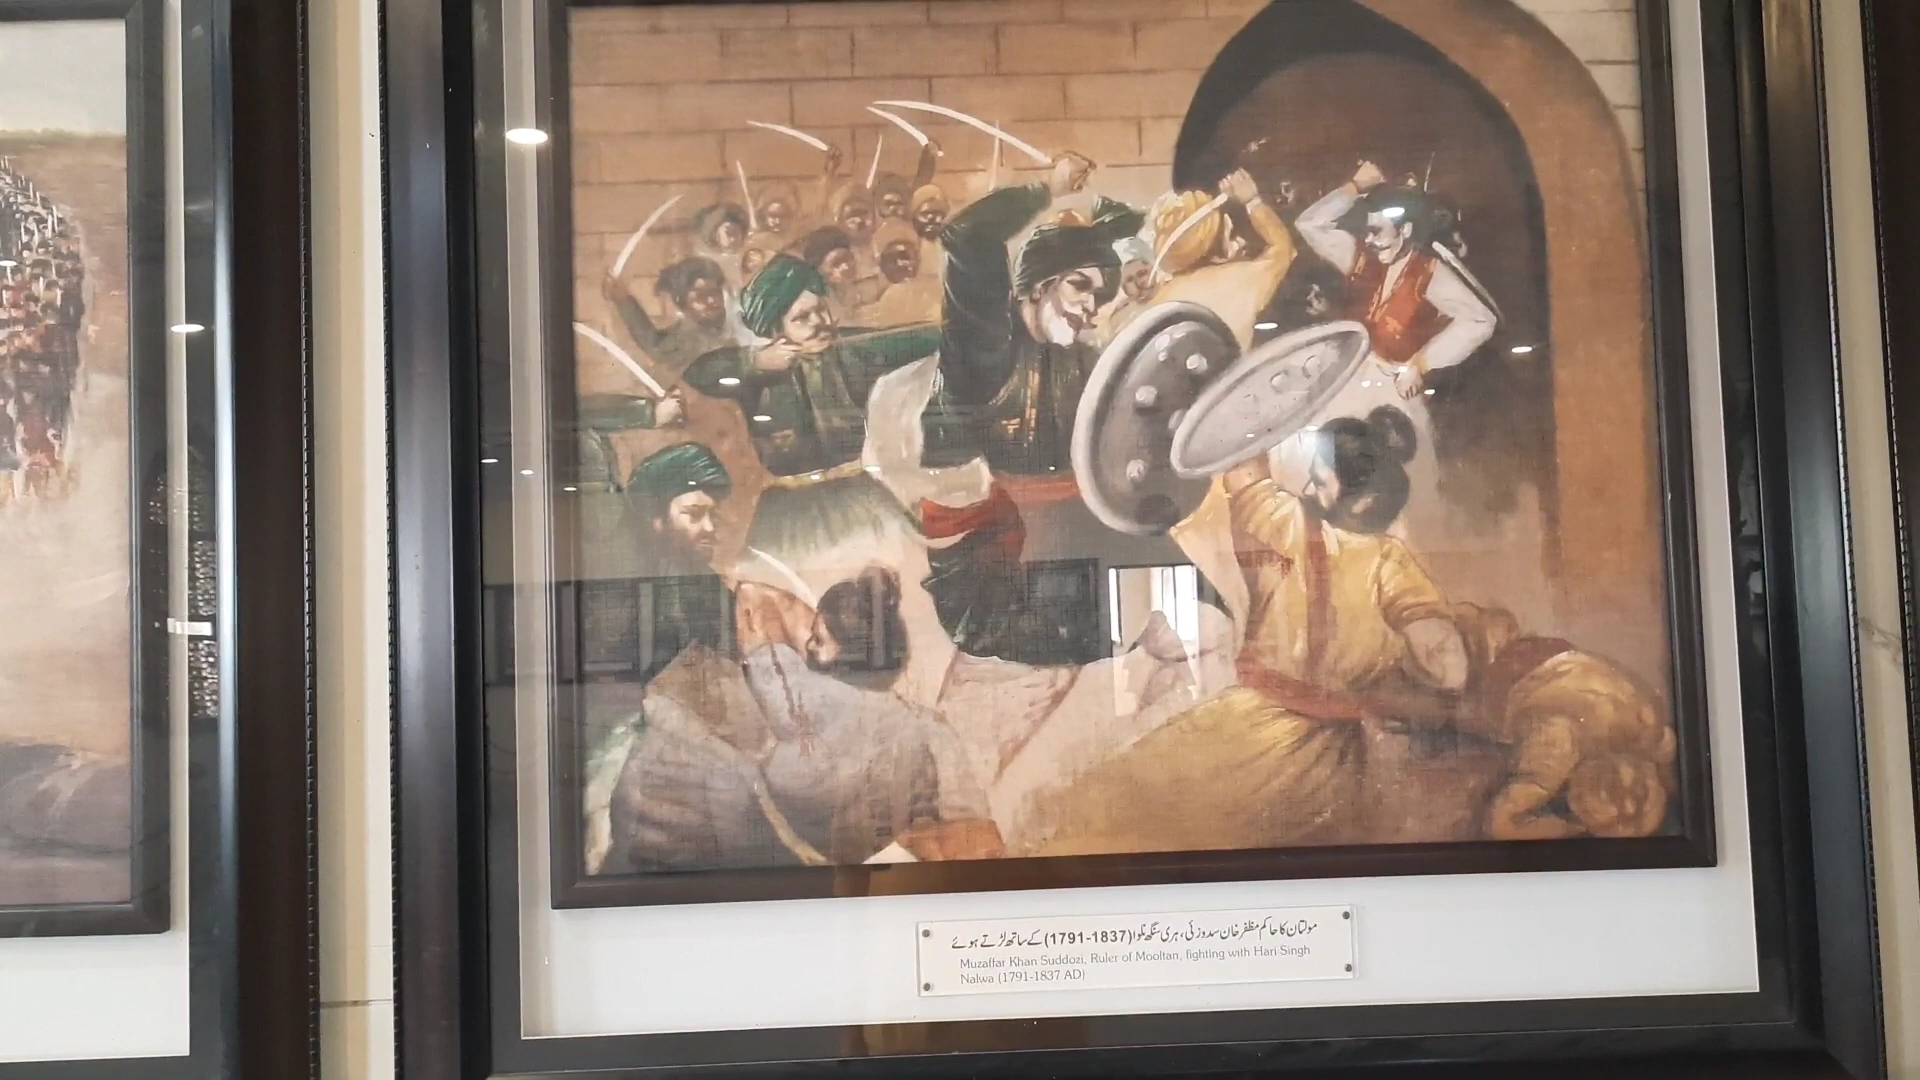 مولتان کا حاکم مظفر خان سدوزئی، ہری سنگھ نلوا (1791-1837) کے ساتھ لڑتے ہوئے
Muzaffar Khan Suddozi, Ruler of Mooltan, fighting with Hari Singh
Nalwa (1791-1837 AD)